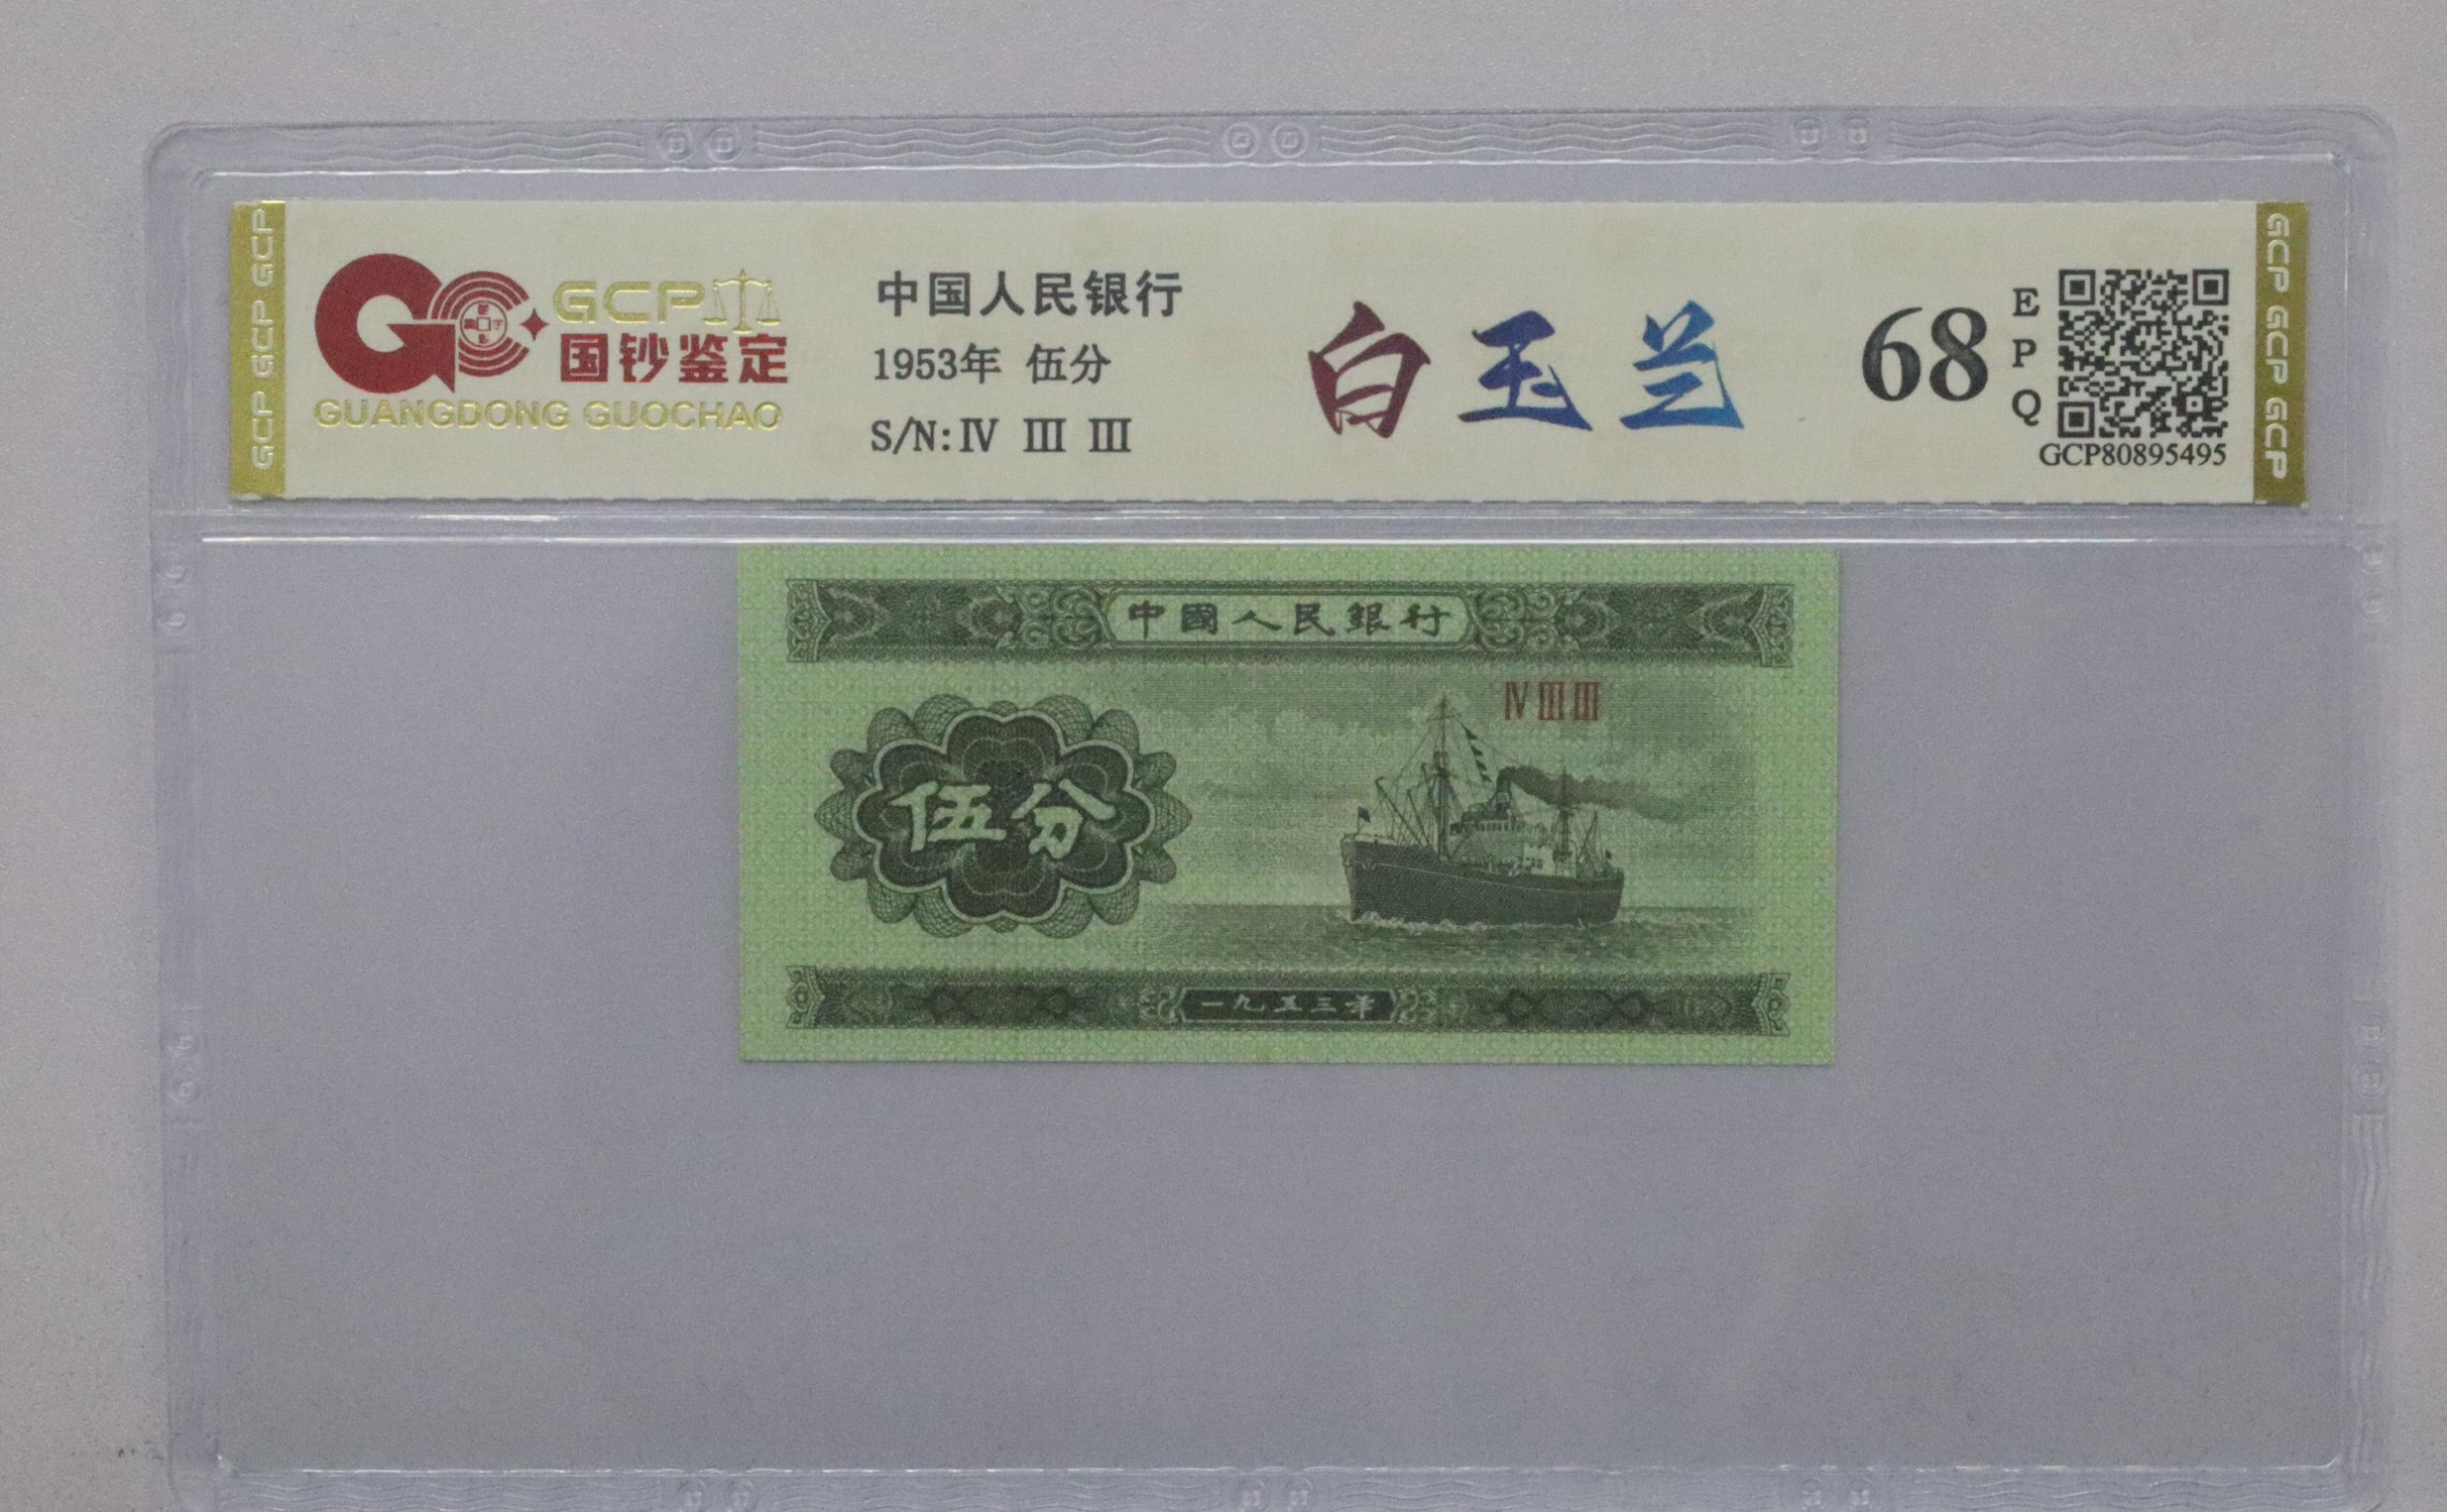 GCP GCP GCP
GCP
国钞鉴定
GUANGDONG GUOCHAO
中国人民银行
1953年 伍分
S/N: Ⅳ Ⅲ Ⅲ
白玉兰
68
EPQ
GCP80895495
GCP GCP GCP
中國人民銀行
Ⅳ Ⅲ Ⅲ
伍分
一九五三年